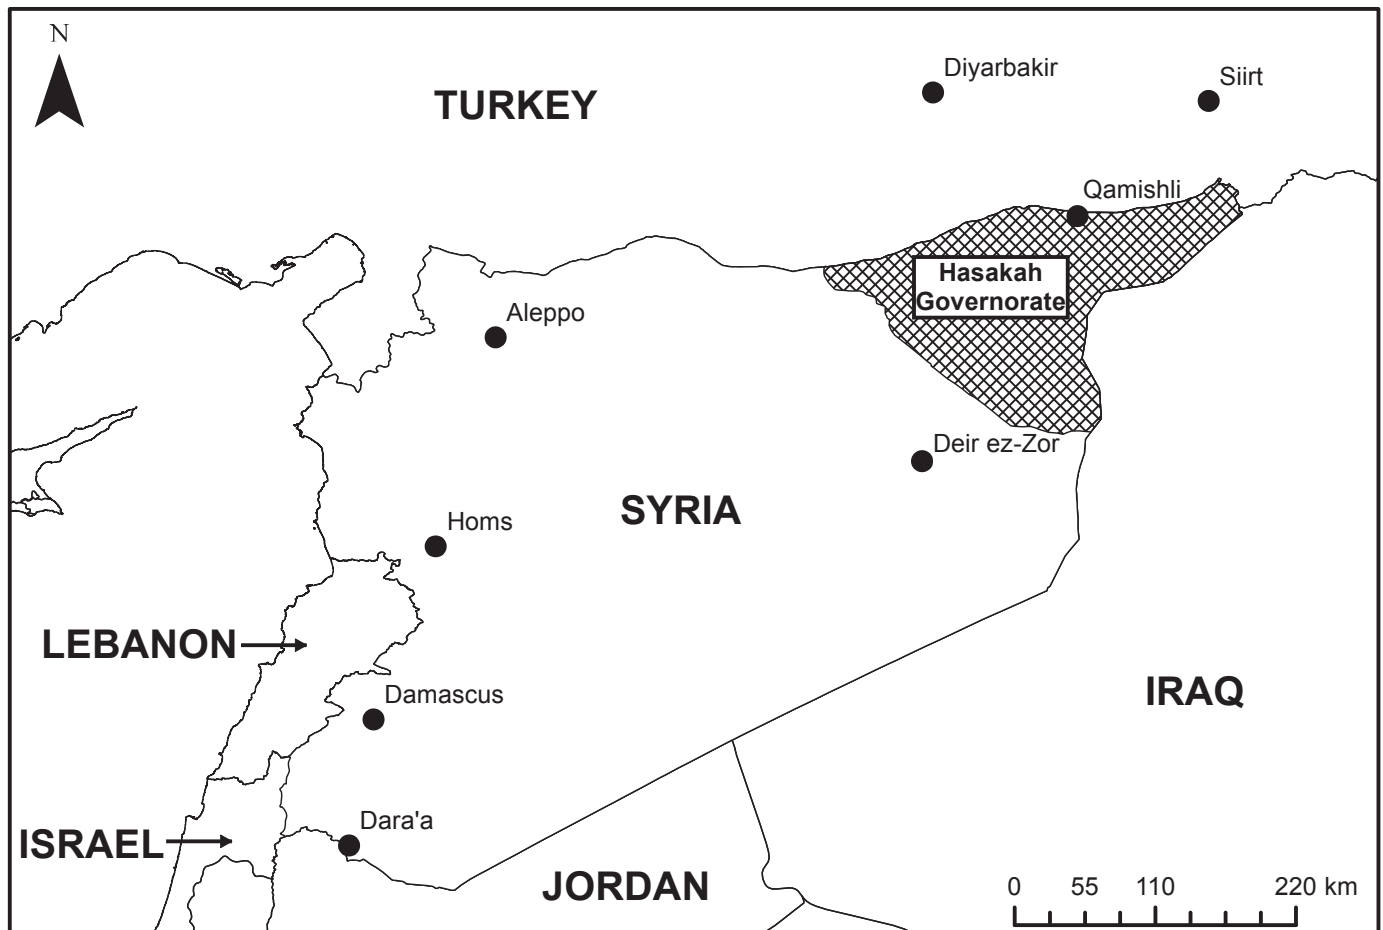 N
Diyarbakir
Siirt
TURKEY
Qamishli
Hasakah
Governorate
Aleppo
Deir ez-Zor
SYRIA
Homs
LEBANON
Damascus
IRAQ
Dara'a
ISRAEL
JORDAN
0 55 110 220 km